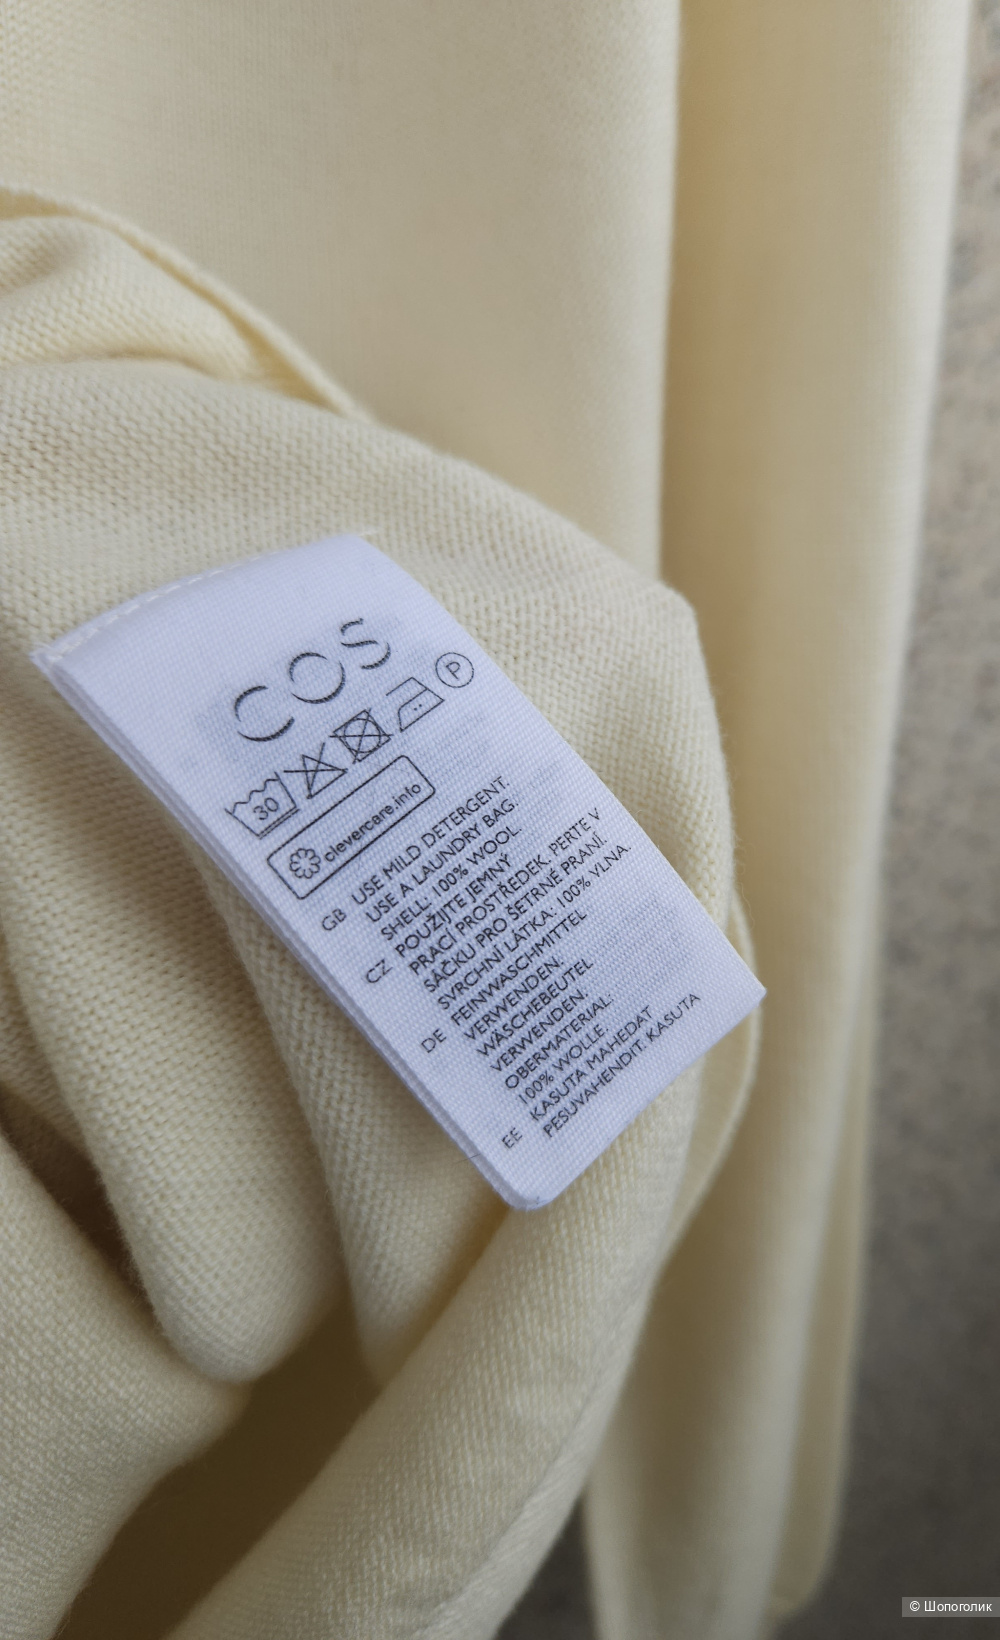 COS
30
P
clevercare.info
GB USE MILD DETERGENT.
USE A LAUNDRY BAG.
SHELL: 100% WOOL.
CZ POUŽIJTE JEMNÝ
PRACÍ PROSTŘEDEK. PERTE V
SÁČKU PRO ŠETRNÉ PRANÍ.
SVRCHNÍ LÁTKA: 100% VLNA.
DE FEINWASCHMITTEL
VERWENDEN.
WÄSCHEBEUTEL
VERWENDEN.
OBERMATERIAL:
100% WOLLE.
EE KASUTA MAHEDAT
PESUVAHENDIT. KASUTA
© Шопоголик